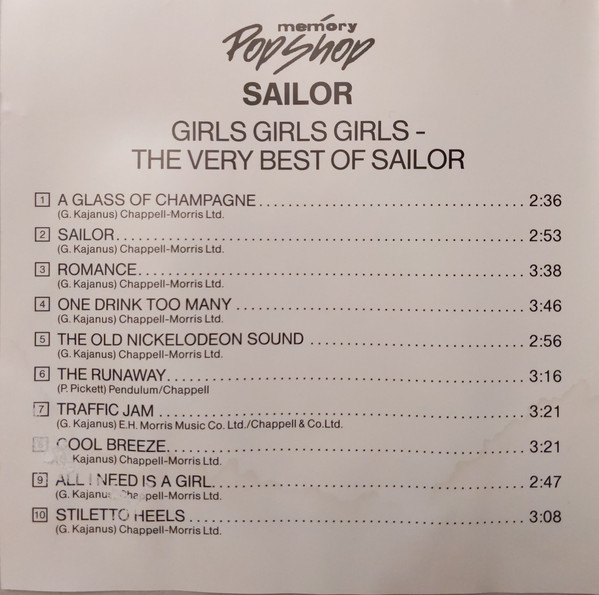 memory
PopShop
SAILOR
GIRLS GIRLS GIRLS -
THE VERY BEST OF SAILOR
1 A GLASS OF CHAMPAGNE 2:36
(G. Kajanus) Chappell-Morris Ltd.
2 SAILOR 2:53
(G. Kajanus) Chappell-Morris Ltd.
3 ROMANCE 3:38
(G. Kajanus) Chappell-Morris Ltd.
4 ONE DRINK TOO MANY 3:46
(G. Kajanus) Chappell-Morris Ltd.
5 THE OLD NICKELODEON SOUND 2:56
(G. Kajanus) Chappell-Morris Ltd.
6 THE RUNAWAY 3:16
(P. Pickett) Pendulum/Chappell
7 TRAFFIC JAM 3:21
(G. Kajanus) E.H. Morris Music Co. Ltd./Chappell & Co.Ltd.
COOL BREEZE 3:21
Kajanus) Chappell-Morris Ltd.
9 ALL I NEED IS A GIRL 2:47
(G. Kajanus) Chappell-Morris Ltd.
10 STILETTO HEELS 3:08
(G. Kajanus) Chappell-Morris Ltd.